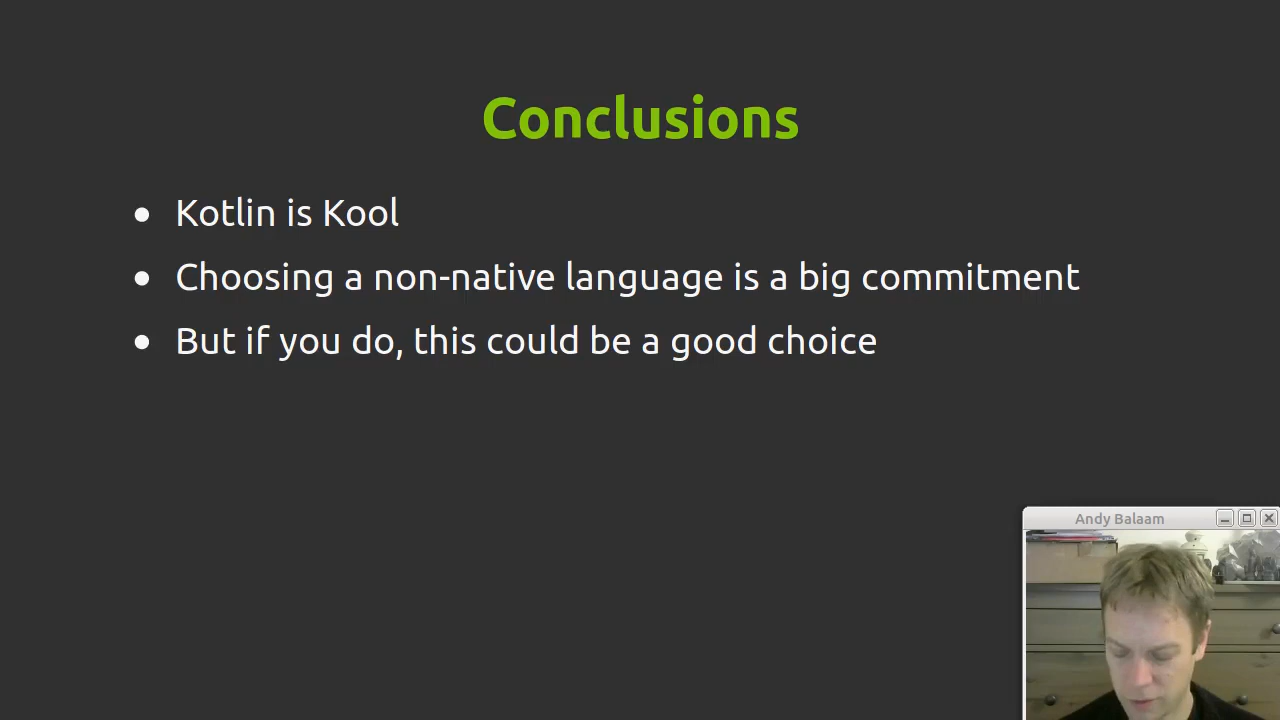 Conclusions
Kotlin is Kool
Choosing a non-native language is a big commitment
But if you do, this could be a good choice
Andy Balaam